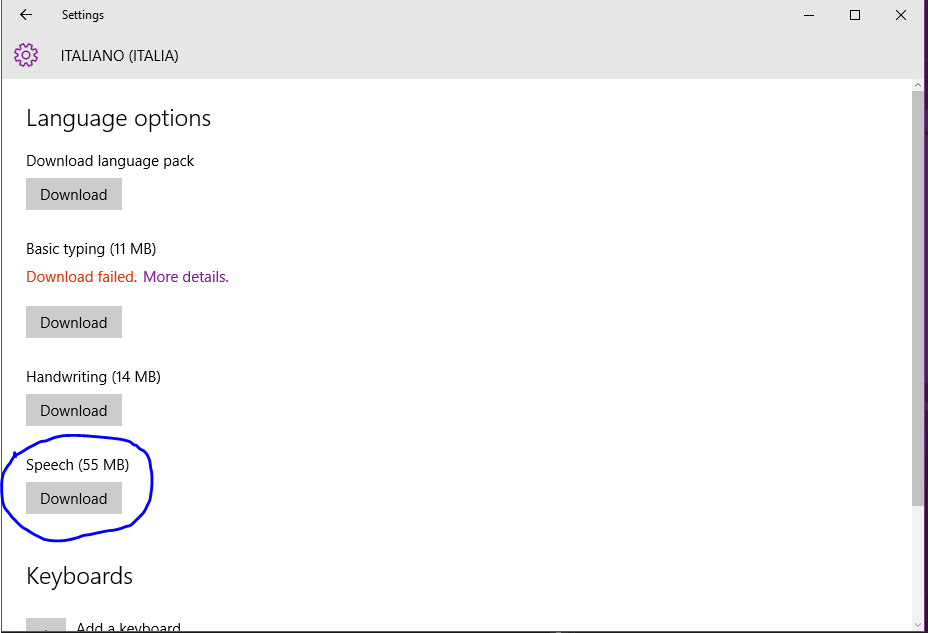 Settings
ITALIANO (ITALIA)
Language options
Download language pack
Download
Basic typing (11 MB)
Download failed. More details.
Download
Handwriting (14 MB)
Download
Speech (55 MB)
Download
Keyboards
Add a keyboard